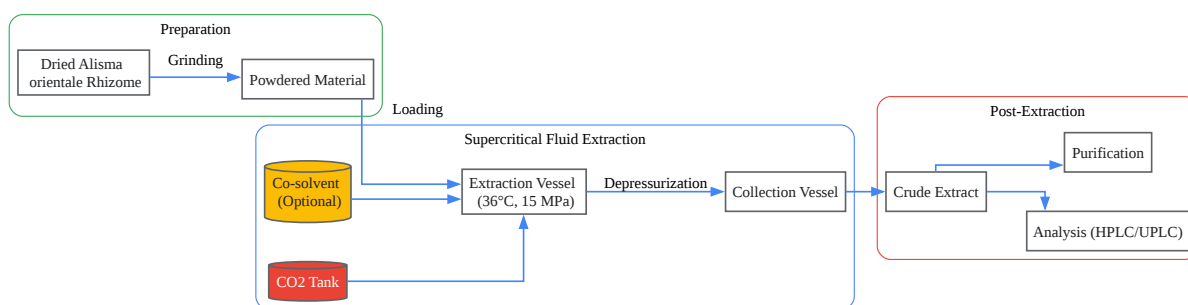 Preparation
Dried Alisma
orientale Rhizome
Grinding
Powdered Material
Loading
Supercritical Fluid Extraction
Co-solvent
(Optional)
CO2 Tank
Extraction Vessel
(36°C, 15 MPa)
Depressurization
Collection Vessel
Post-Extraction
Crude Extract
Purification
Analysis (HPLC/UPLC)